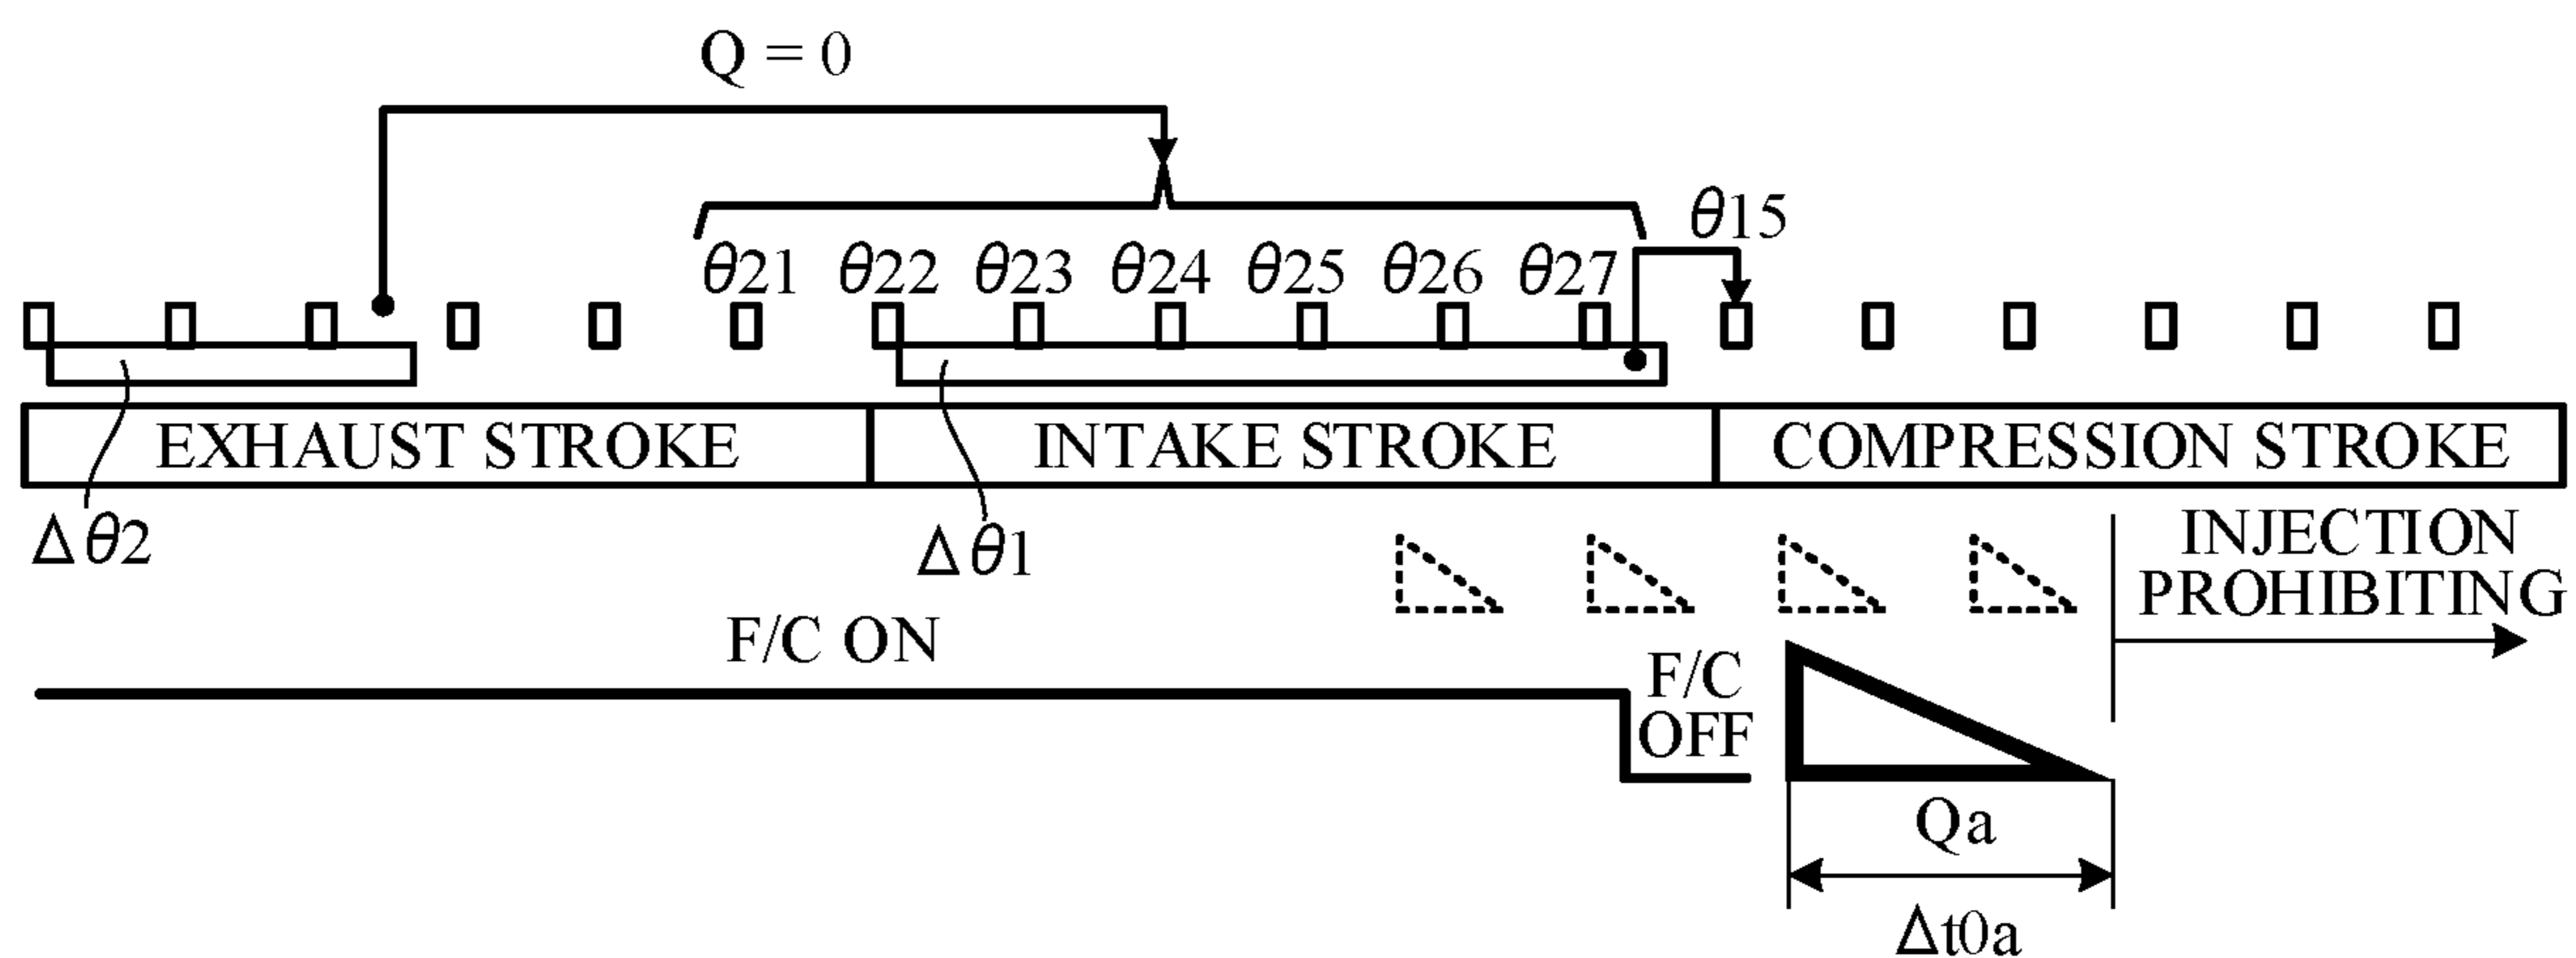 Q = 0
θ15
θ21 θ22 θ23 θ24 θ25 θ26 θ27
EXHAUST STROKE INTAKE STROKE COMPRESSION STROKE
Δθ2 Δθ1
INJECTION
PROHIBITING
F/C ON
F/C
OFF
Qa
Δt0a